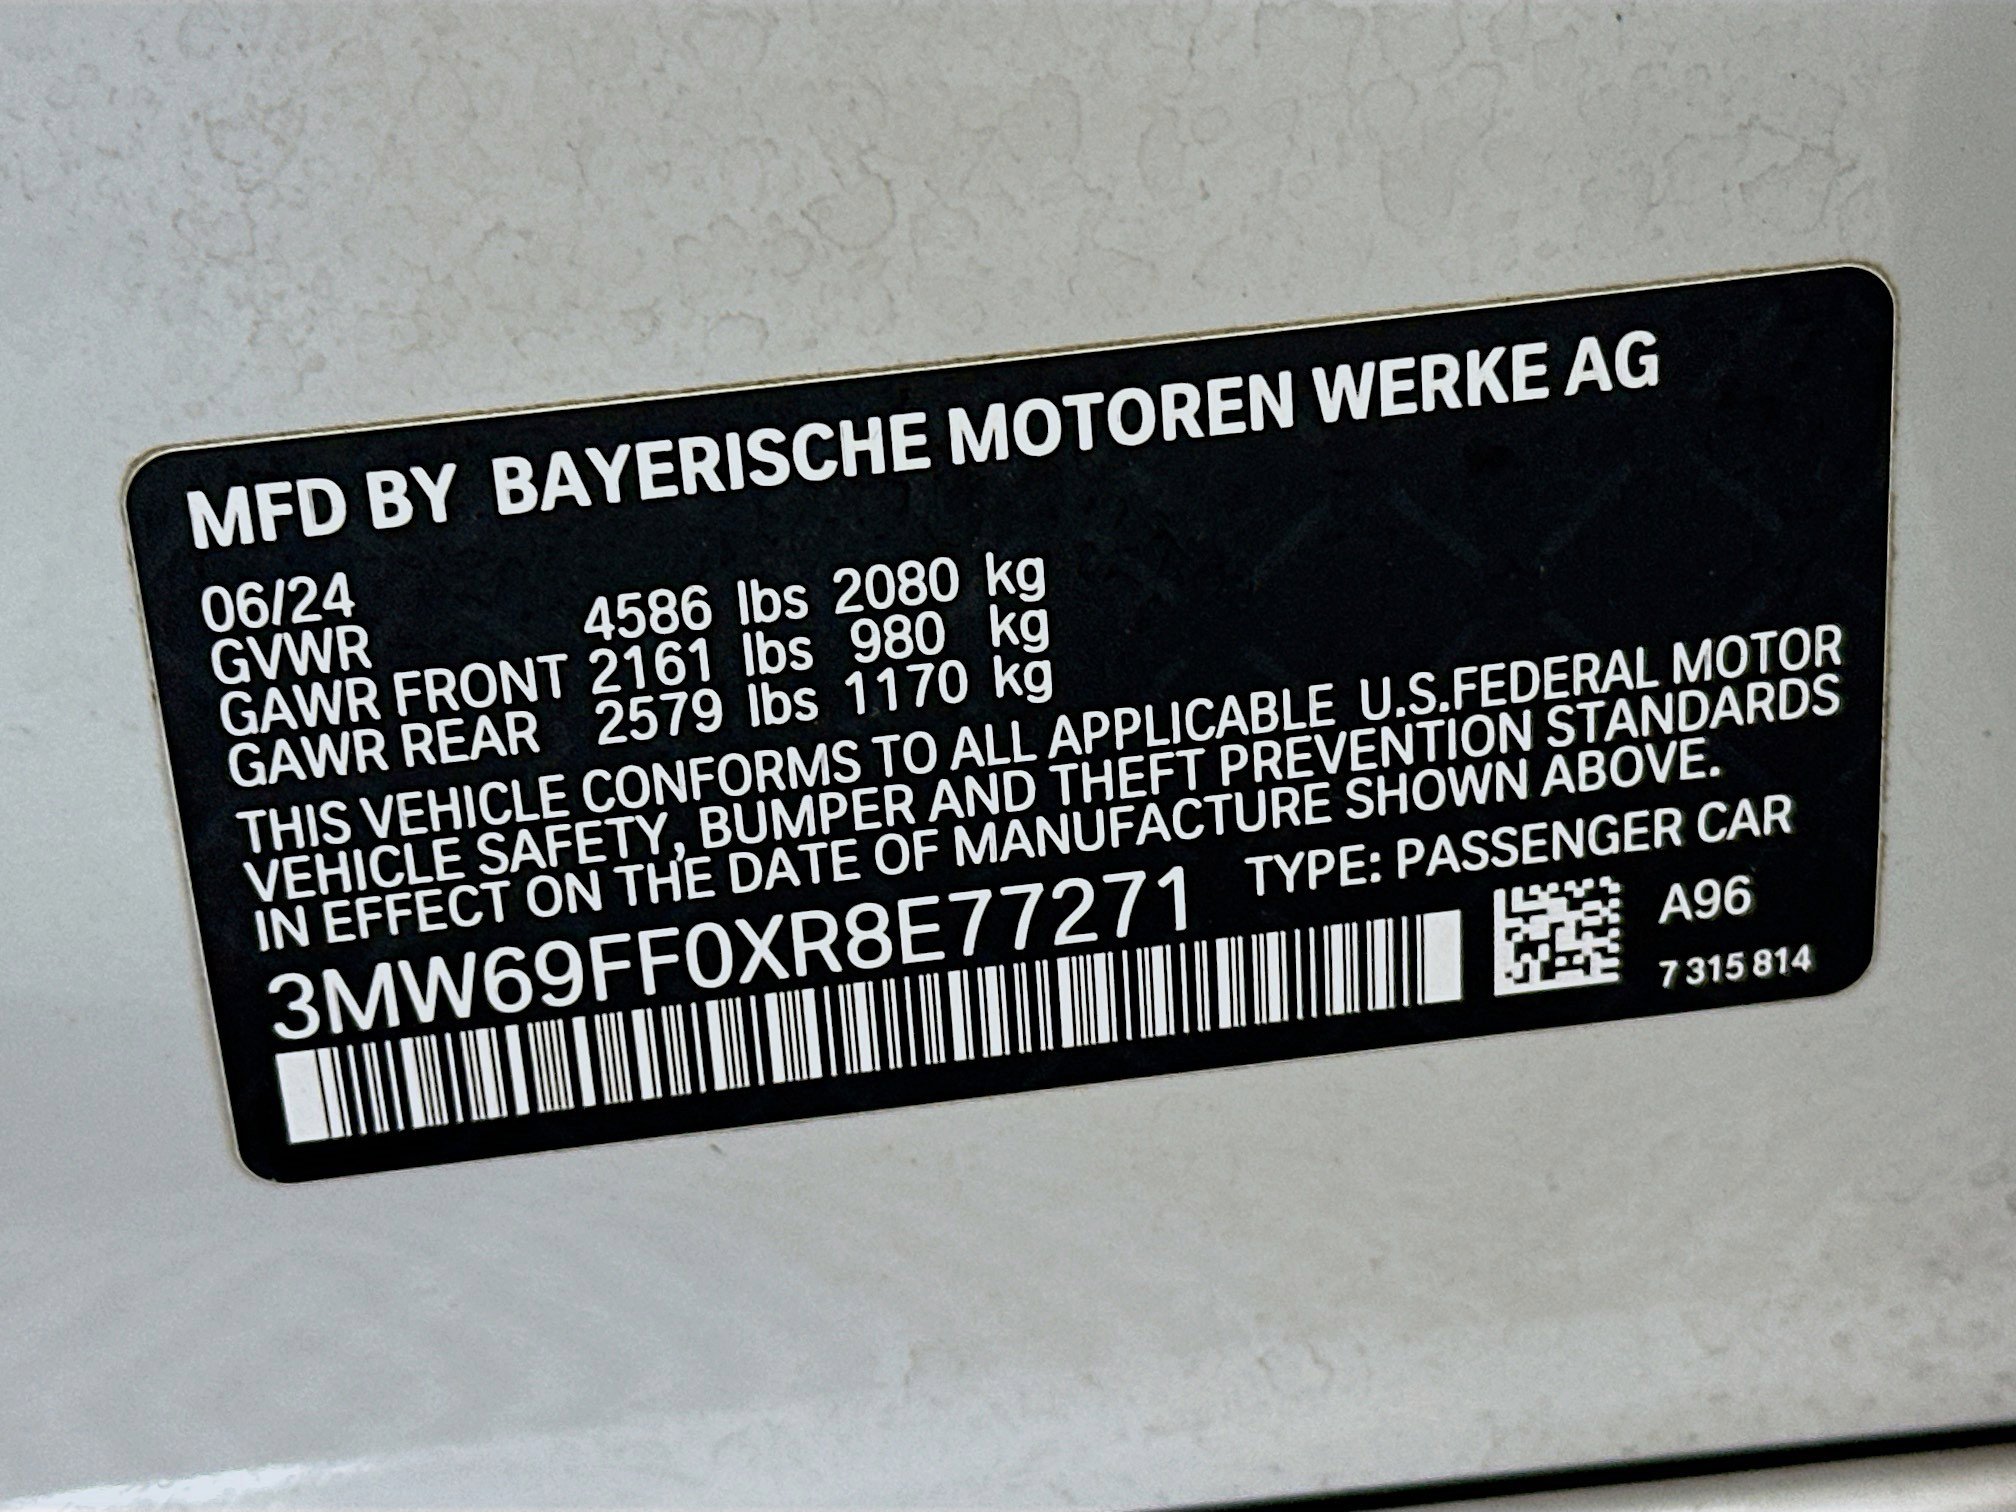 MFD BY BAYERISCHE MOTOREN WERKE AG
06/24
GVWR 4586 lbs 2080 kg
GAWR FRONT 2161 lbs 980 kg
GAWR REAR 2579 lbs 1170 kg
THIS VEHICLE CONFORMS TO ALL APPLICABLE U.S.FEDERAL MOTOR
VEHICLE SAFETY, BUMPER AND THEFT PREVENTION STANDARDS
IN EFFECT ON THE DATE OF MANUFACTURE SHOWN ABOVE.
3MW69FF0XR8E77271 TYPE: PASSENGER CAR
A96
7 315 814